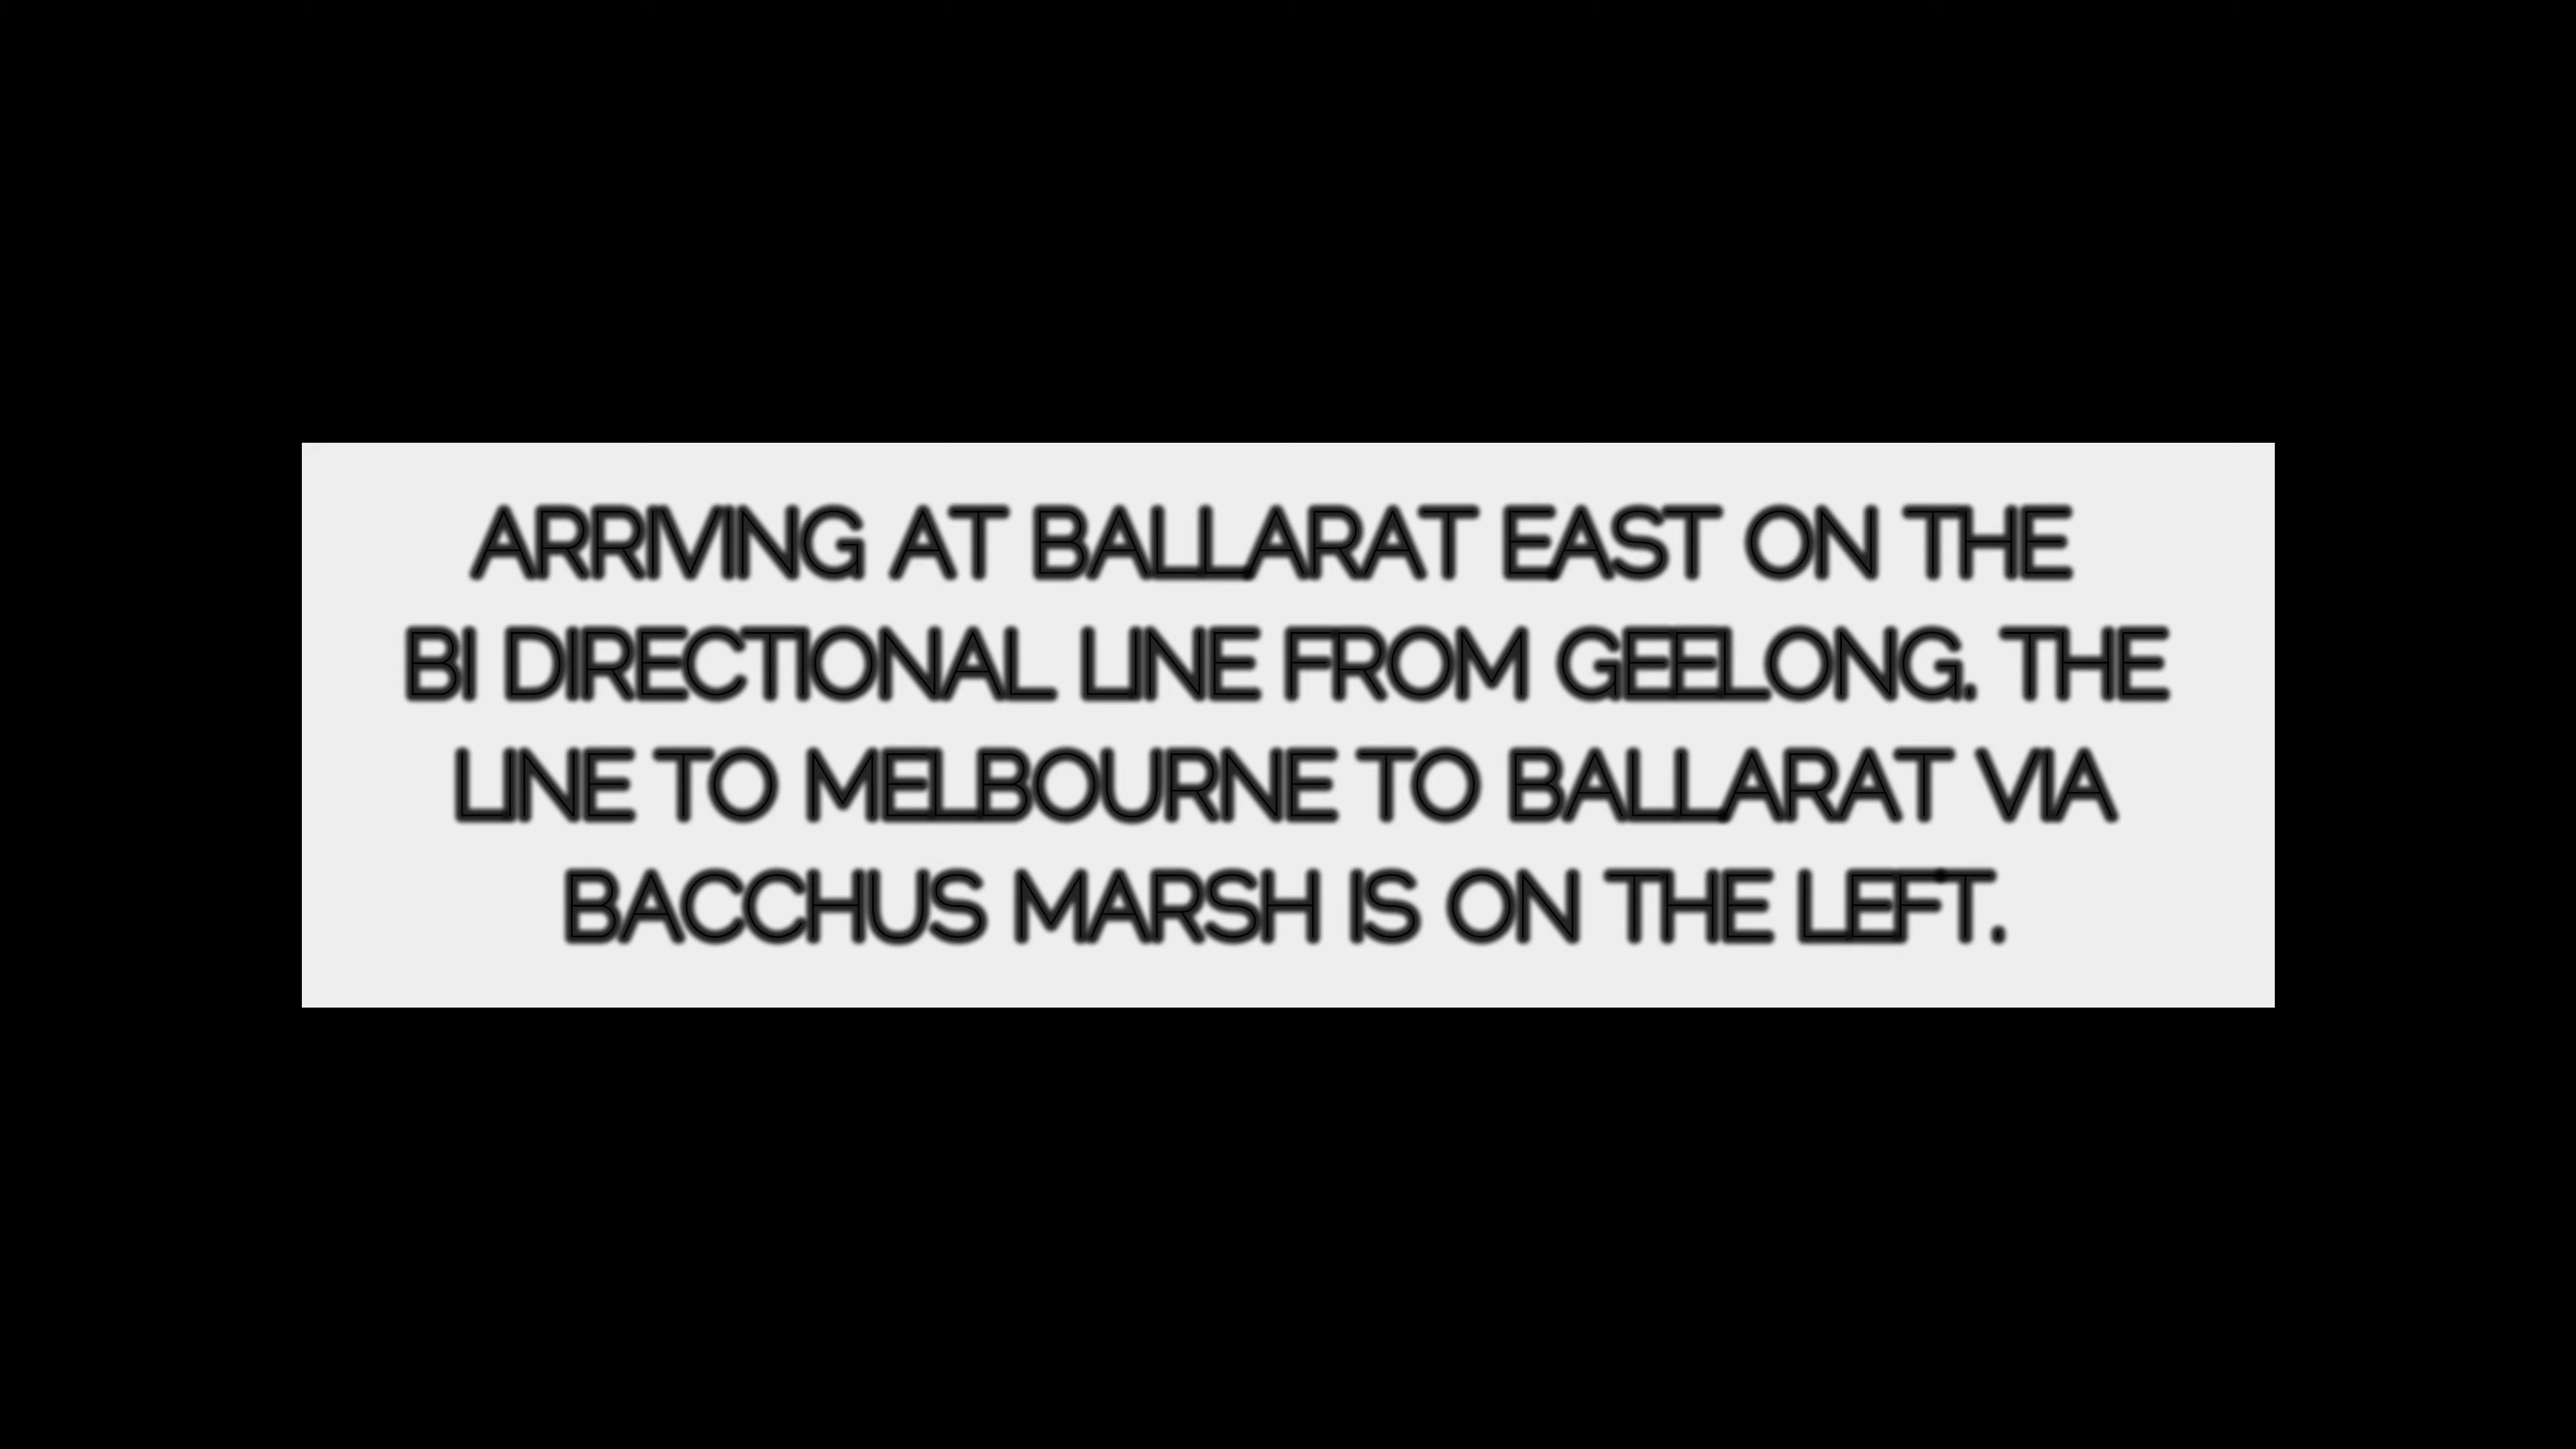 ARRIVING AT BALLARAT EAST ON THE
BI DIRECTIONAL LINE FROM GEELONG. THE
LINE TO MELBOURNE TO BALLARAT VIA
BACCHUS MARSH IS ON THE LEFT.